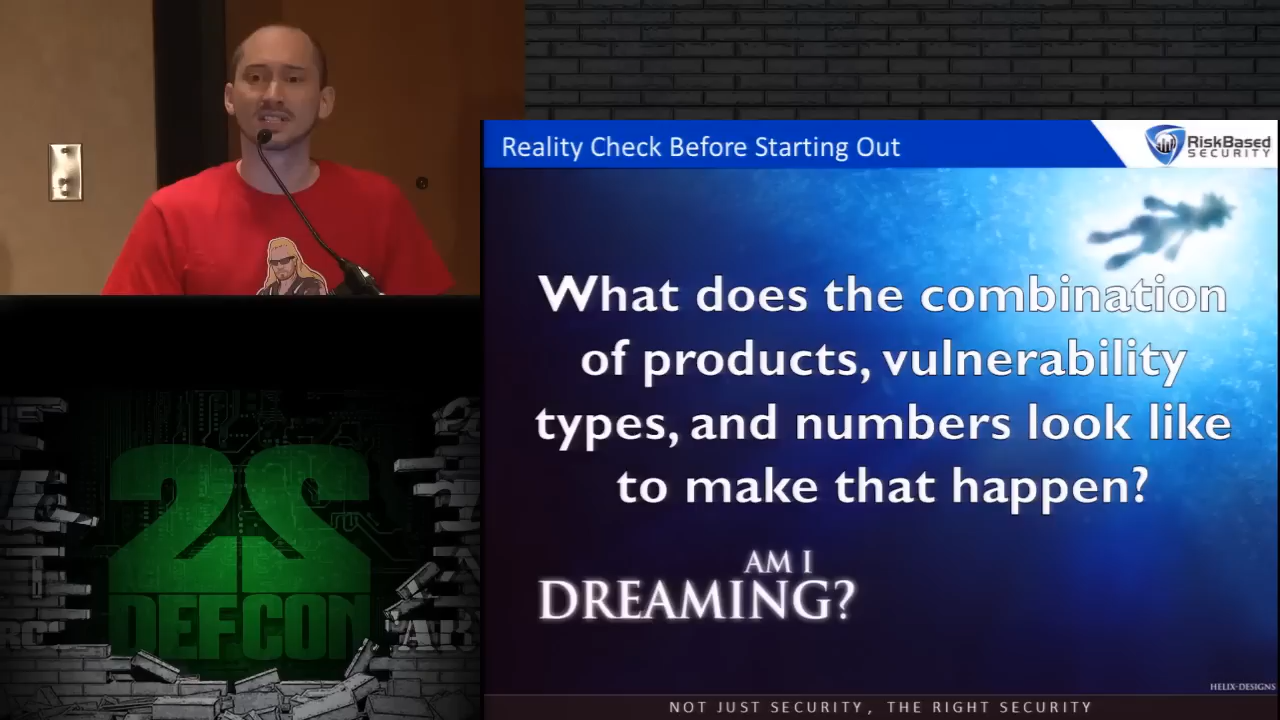 Reality Check Before Starting Out
RiskBased
SECURITY
What does the combination
of products, vulnerability
types, and numbers look like
to make that happen?
AM I
DREAMING?
HELIX-DESIGNS
NOT JUST SECURITY, THE RIGHT SECURITY
22
DEFCON